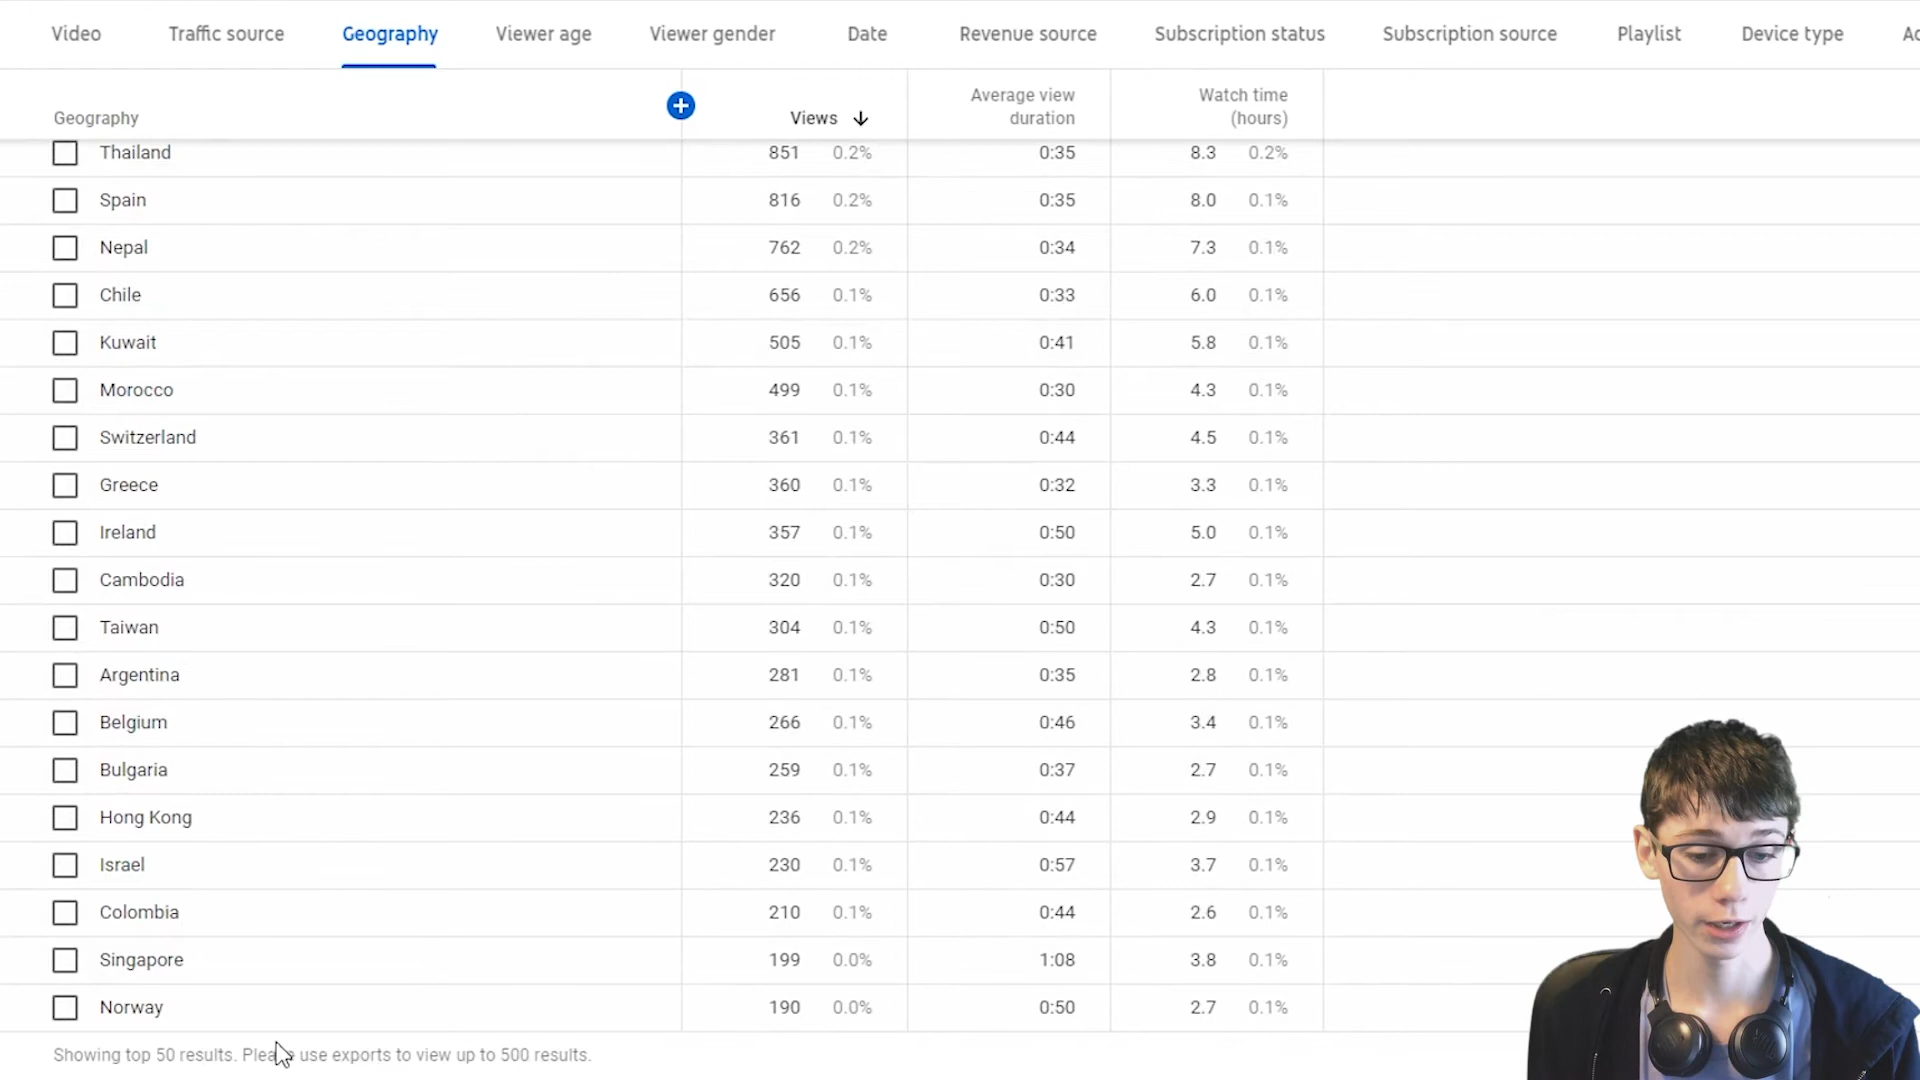 Video Traffic source Geography Viewer age Viewer gender Date Revenue source Subscription status Subscription source Playlist Device type Ac
Geography Views Average view duration Watch time (hours)
Thailand 851 0.2% 0:35 8.3 0.2%
Spain 816 0.2% 0:35 8.0 0.1%
Nepal 762 0.2% 0:34 7.3 0.1%
Chile 656 0.1% 0:33 6.0 0.1%
Kuwait 505 0.1% 0:41 5.8 0.1%
Morocco 499 0.1% 0:30 4.3 0.1%
Switzerland 361 0.1% 0:44 4.5 0.1%
Greece 360 0.1% 0:32 3.3 0.1%
Ireland 357 0.1% 0:50 5.0 0.1%
Cambodia 320 0.1% 0:30 2.7 0.1%
Taiwan 304 0.1% 0:50 4.3 0.1%
Argentina 281 0.1% 0:35 2.8 0.1%
Belgium 266 0.1% 0:46 3.4 0.1%
Bulgaria 259 0.1% 0:37 2.7 0.1%
Hong Kong 236 0.1% 0:44 2.9 0.1%
Israel 230 0.1% 0:57 3.7 0.1%
Colombia 210 0.1% 0:44 2.6 0.1%
Singapore 199 0.0% 1:08 3.8 0.1%
Norway 190 0.0% 0:50 2.7 0.1%
Showing top 50 results. Please use exports to view up to 500 results.